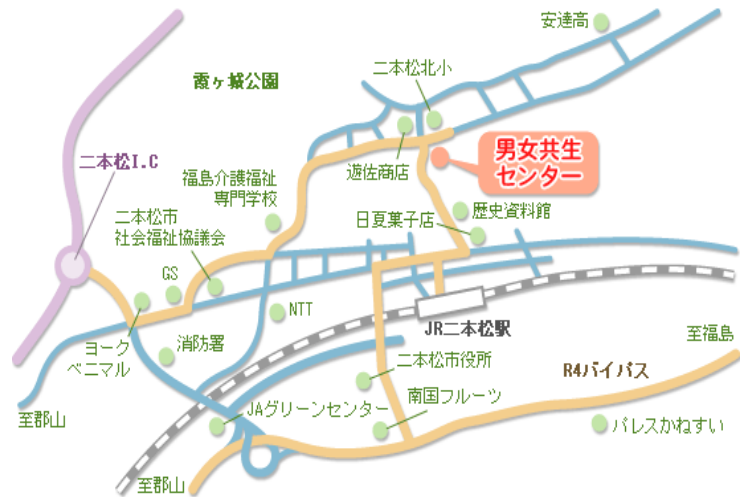 安達高
二本松北小
霞ヶ城公園
男女共生
センター
二本松I.C
遊佐商店
福島介護福祉
専門学校
二本松市
社会福祉協議会
日夏菓子店
歴史資料館
GS
NTT
JR二本松駅
至福島
ヨーク
ベニマル
消防署
二本松市役所
R4バイパス
南国フルーツ
JAグリーンセンター
至郡山
パレスかねすい
至郡山